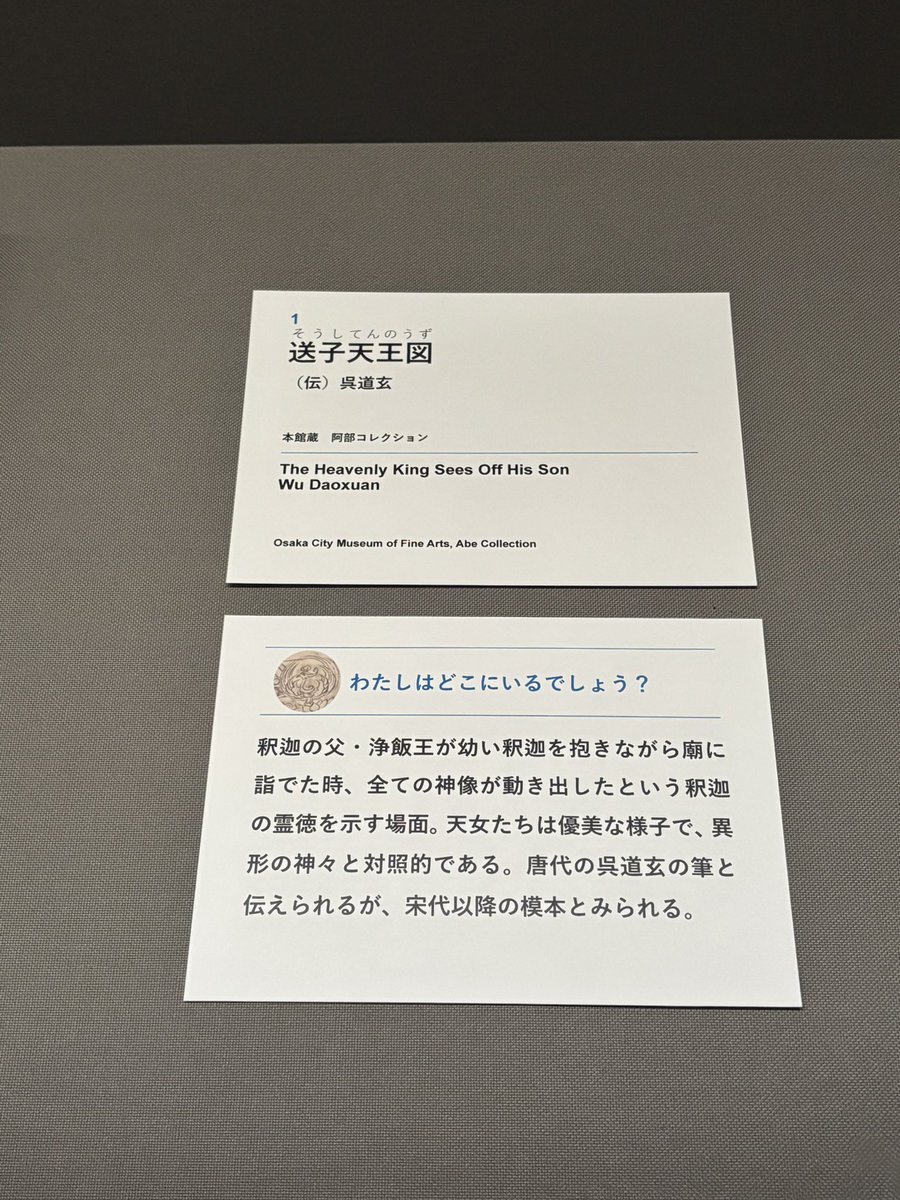 1
そうしてんのうず
送子天王図
（伝）呉道玄
本館蔵　阿部コレクション
The Heavenly King Sees Off His Son
Wu Daoxuan
Osaka City Museum of Fine Arts, Abe Collection
わたしはどこにいるでしょう？
釈迦の父・浄飯王が幼い釈迦を抱きながら廟に
詣でた時、全ての神像が動き出したという釈迦
の霊徳を示す場面。天女たちは優美な様子で、異
形の神々と対照的である。唐代の呉道玄の筆と
伝えられるが、宋代以降の模本とみられる。